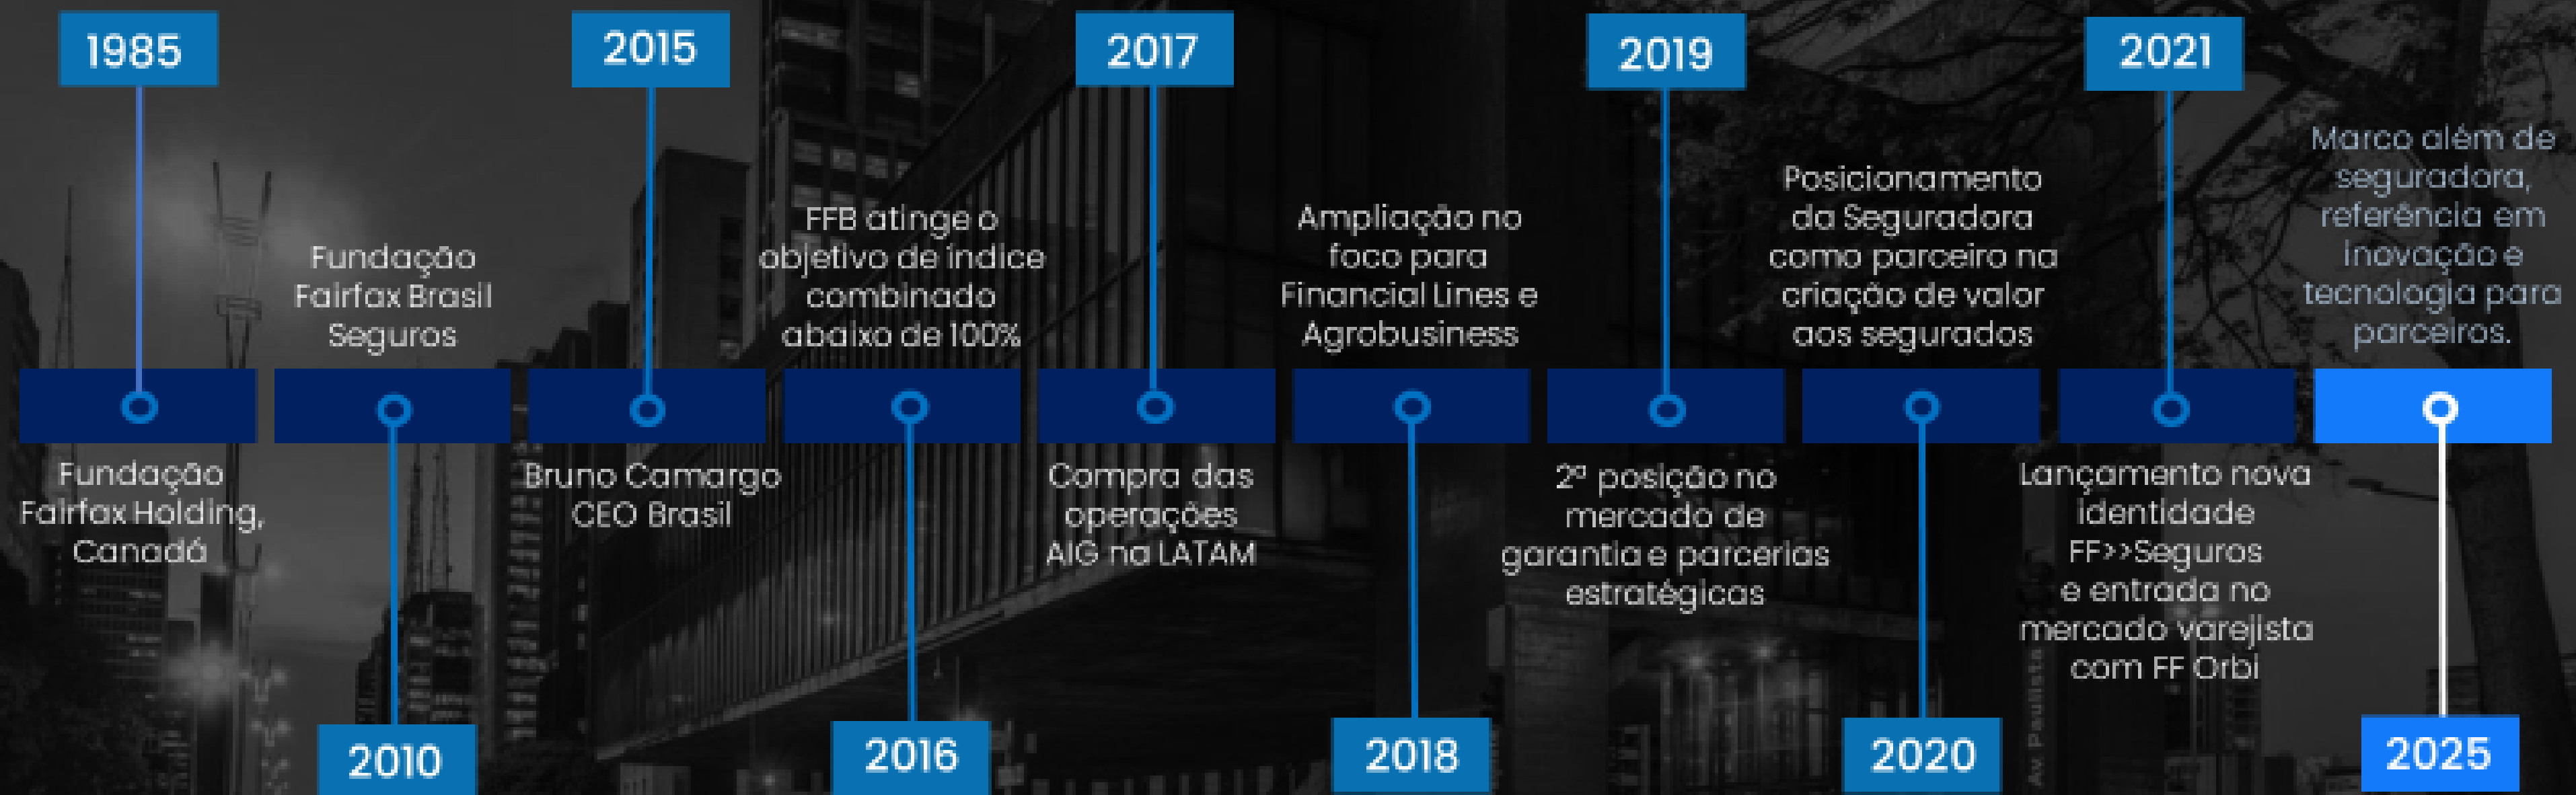 1985
Fundação
Fairfax Holding,
Canadá
Fundação
Fairfax Brasil
Seguros
2010
2015
Bruno Camargo
CEO Brasil
FFB atinge o
objetivo de índice
combinado
abaixo de 100%
2016
2017
Compra das
operações
AIG na LATAM
Ampliação no
foco para
Financial Lines e
Agrobusiness
2018
2019
2ª posição no
mercado de
garantia e parcerias
estratégicas
Posicionamento
da Seguradora
como parceiro na
criação de valor
aos segurados
2020
2021
Lançamento nova
identidade
FF>>Seguros
e entrada no
mercado varejista
com FF Orbi
Marco além de
seguradora,
referência em
inovação e
tecnologia para
parceiros.
2025
Av Paulista